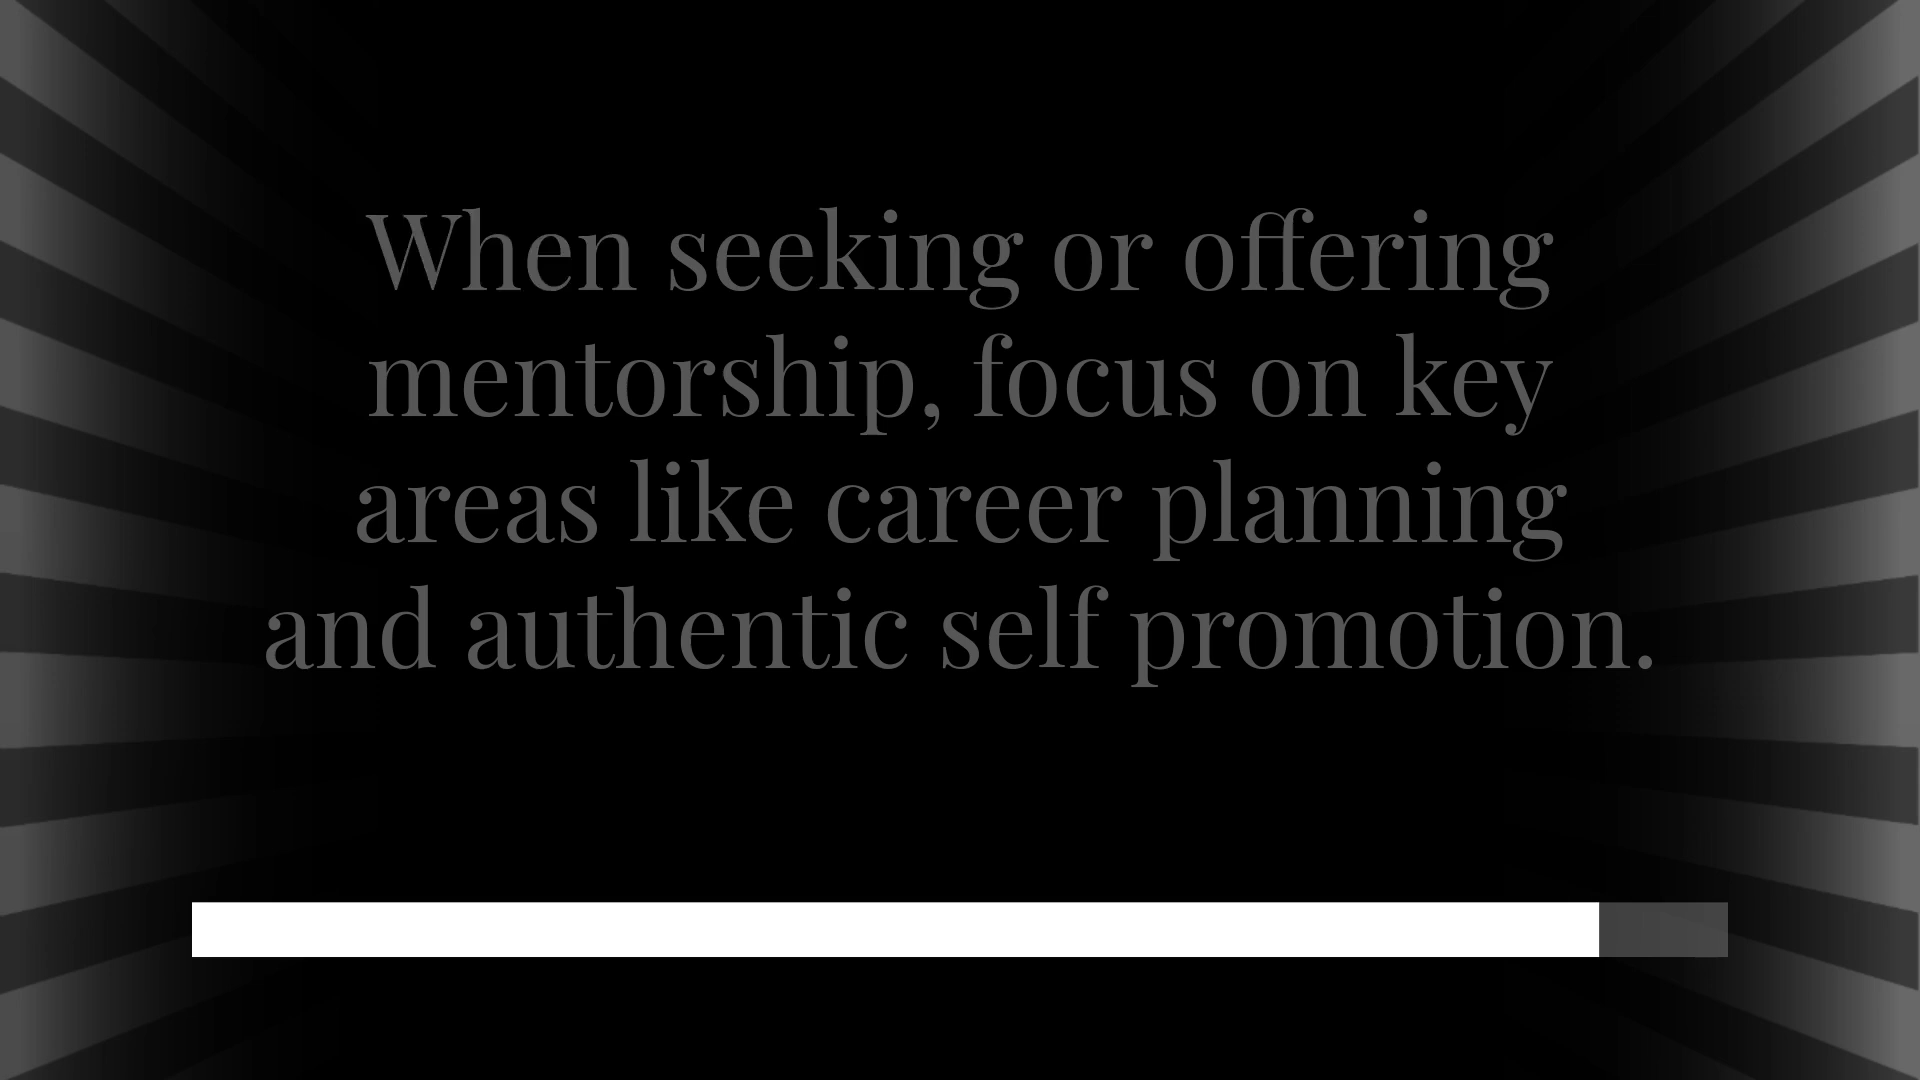 When seeking or offering
mentorship, focus on key
areas like career planning
and authentic self promotion.